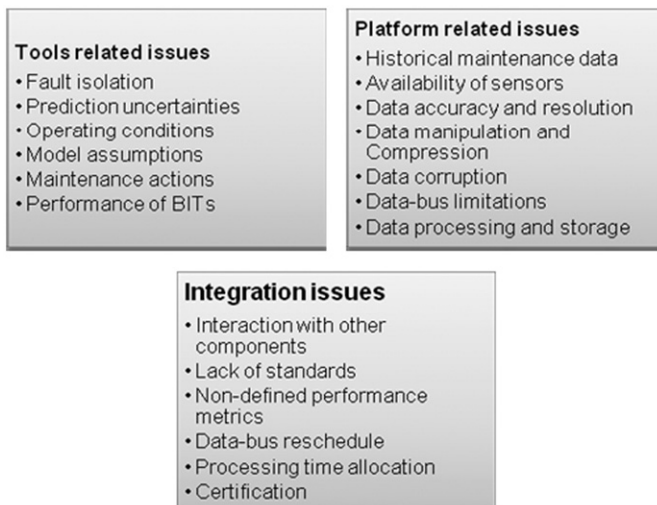 Tools related issues
• Fault isolation
• Prediction uncertainties
• Operating conditions
• Model assumptions
• Maintenance actions
• Performance of BITs
Platform related issues
• Historical maintenance data
• Availability of sensors
• Data accuracy and resolution
• Data manipulation and
Compression
• Data corruption
• Data-bus limitations
• Data processing and storage
Integration issues
• Interaction with other
components
• Lack of standards
• Non-defined performance
metrics
• Data-bus reschedule
• Processing time allocation
• Certification